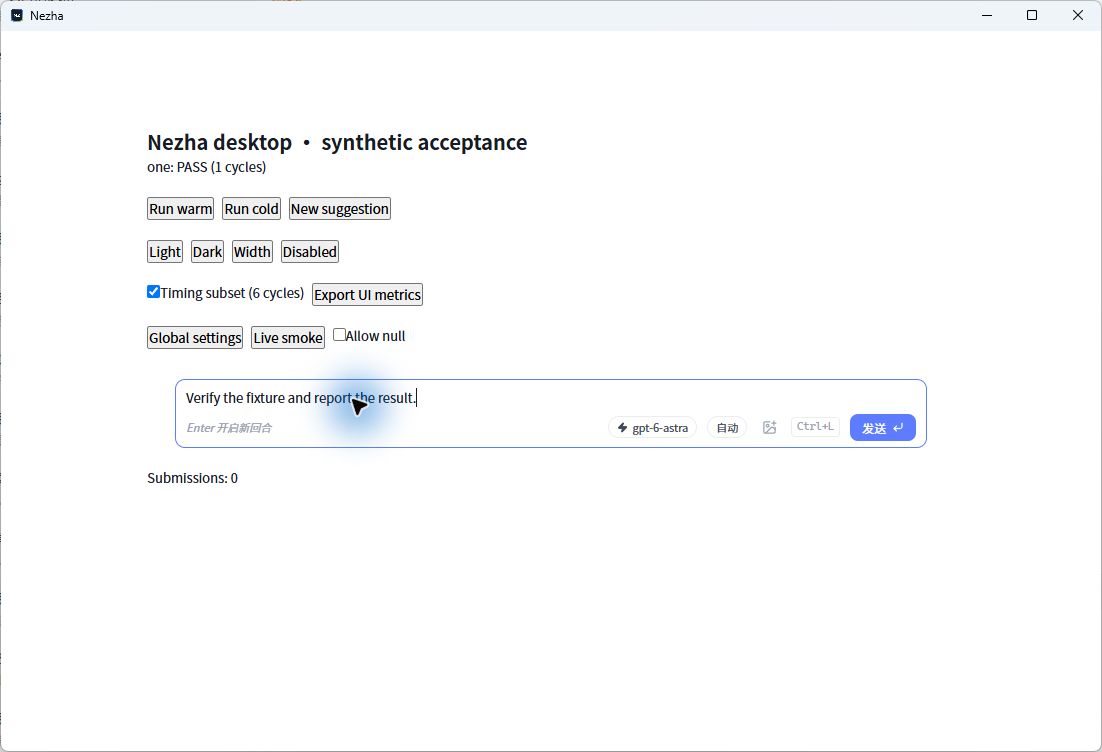 Nezha
Nezha desktop · synthetic acceptance
one: PASS (1 cycles)
Run warm Run cold New suggestion
Light Dark Width Disabled
Timing subset (6 cycles) Export UI metrics
Global settings Live smoke Allow null
Verify the fixture and report the result.
Enter 开启新回合 gpt-6-astra 自动 Ctrl+L 发送
Submissions: 0